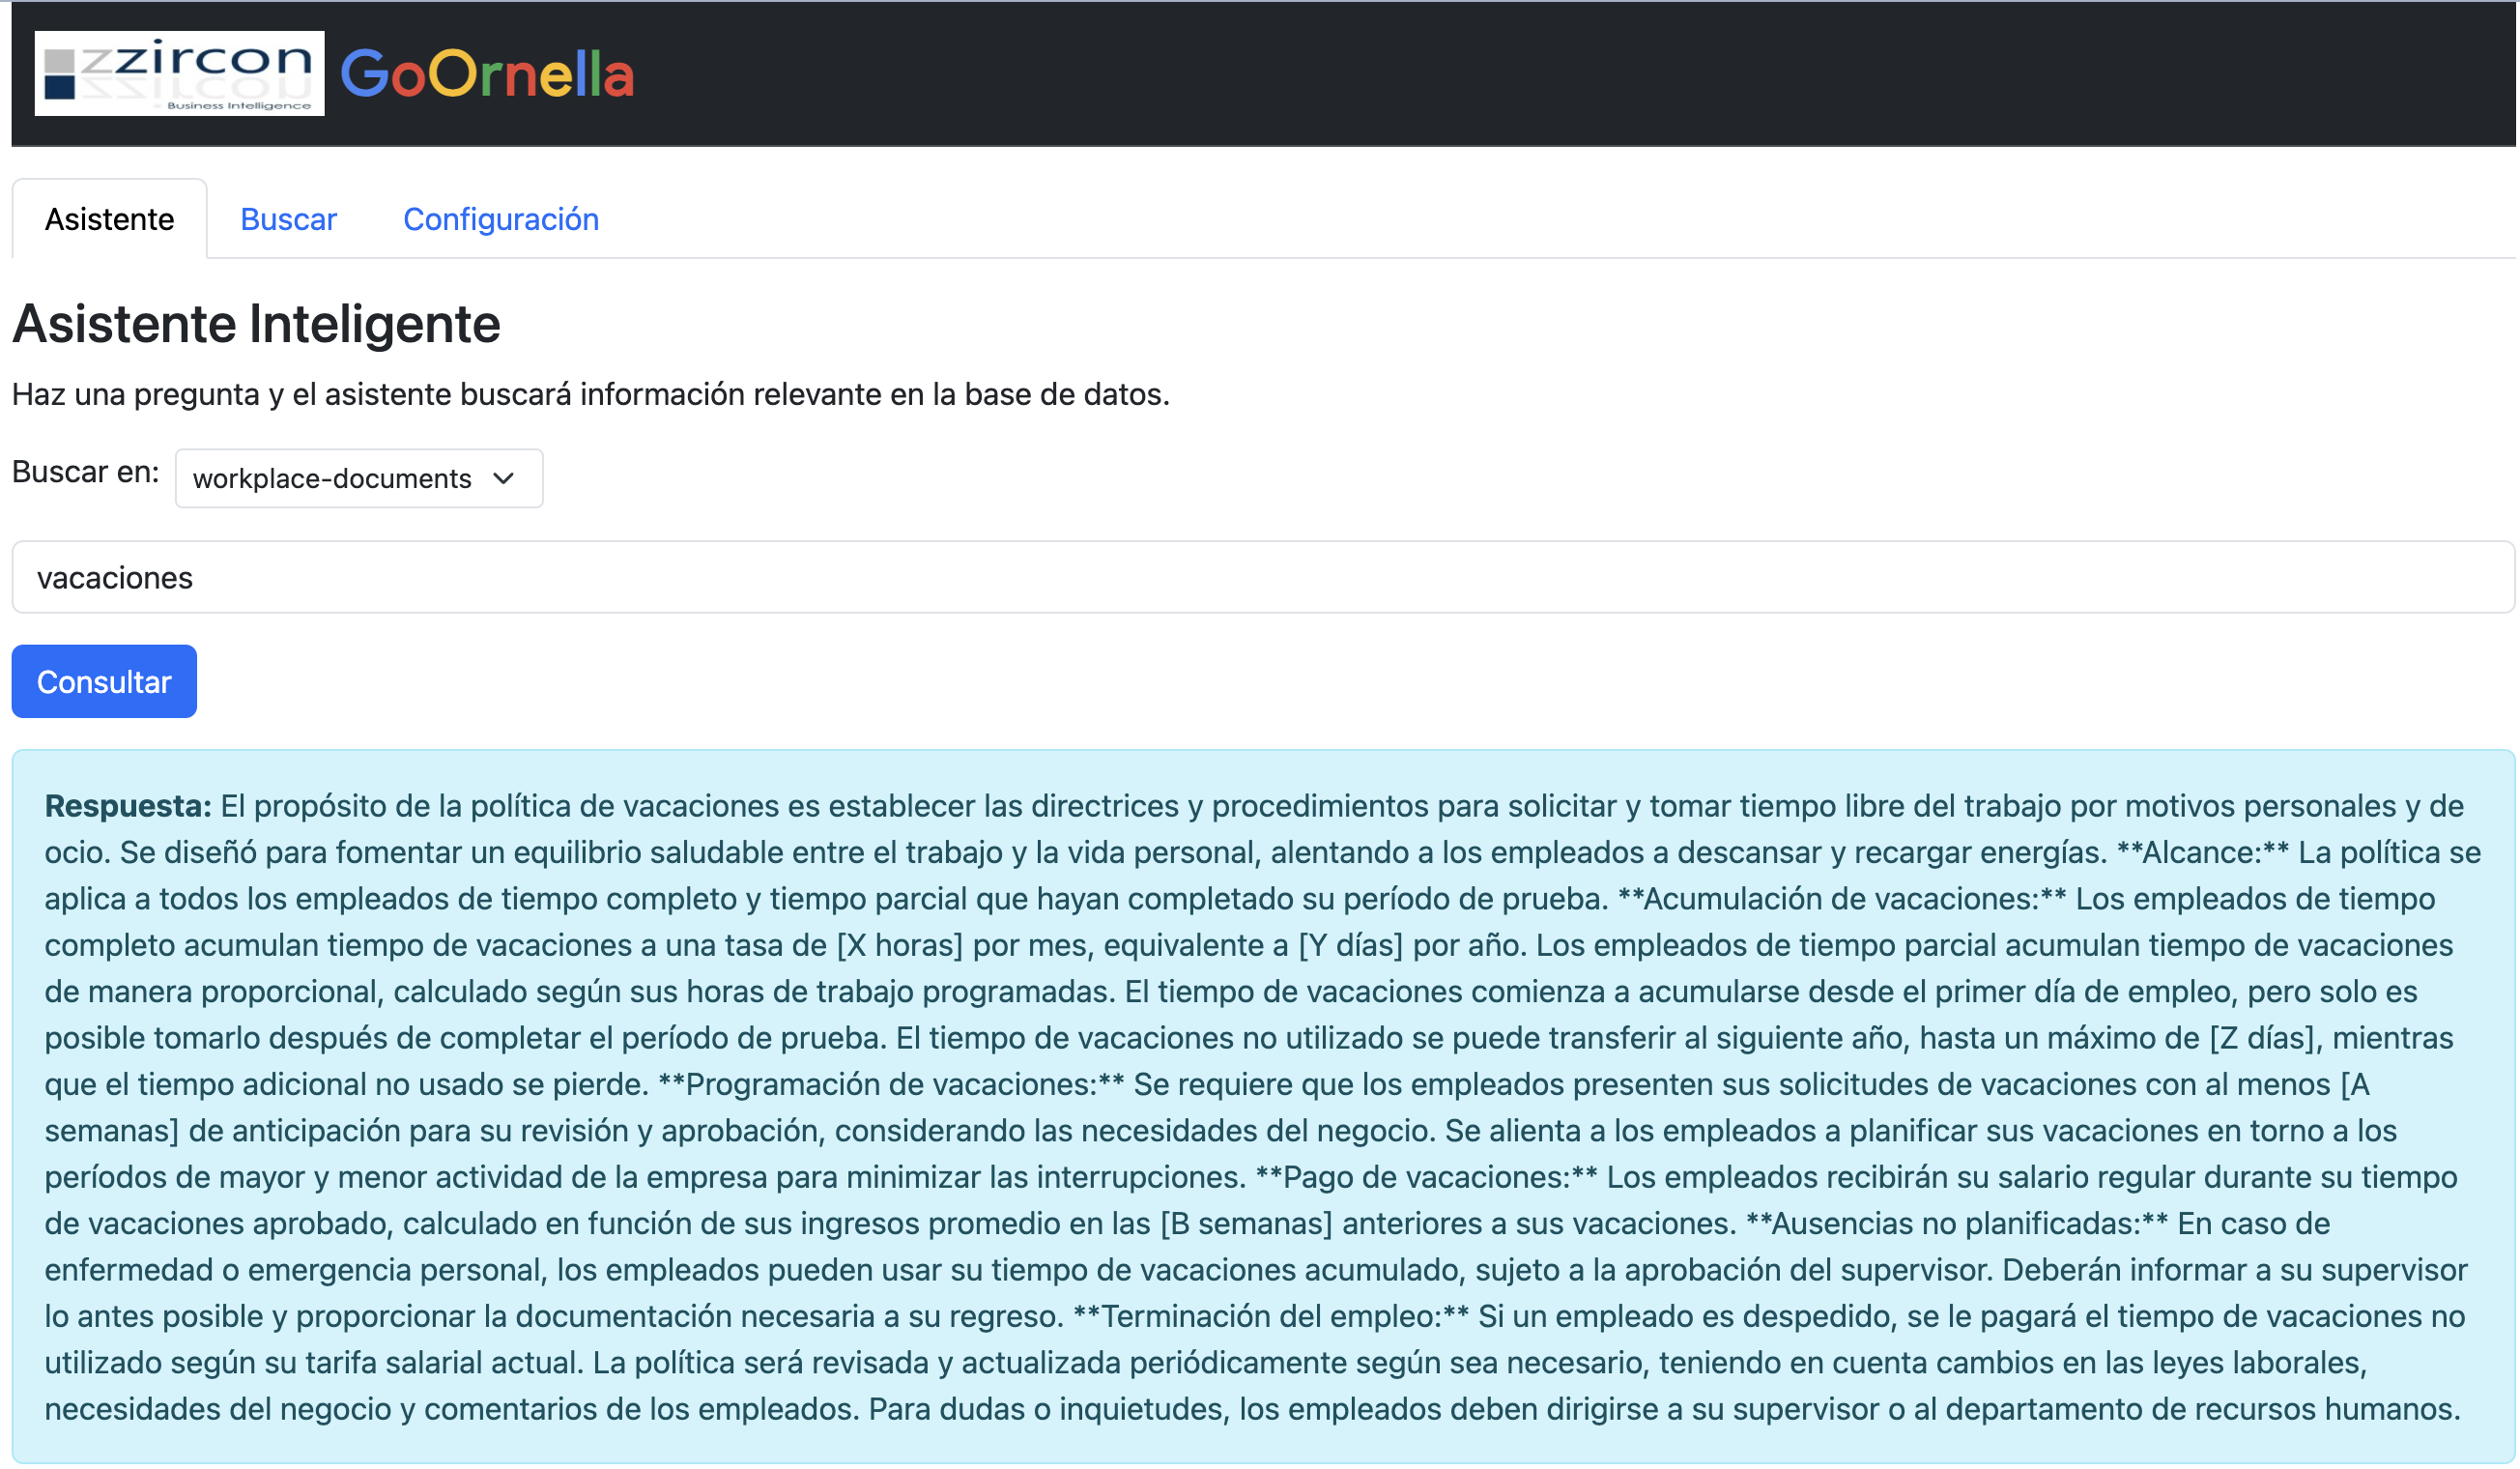 zzircon
Business Intelligence
GoOrnella
Asistente
Buscar
Configuración
Asistente Inteligente
Haz una pregunta y el asistente buscará información relevante en la base de datos.
Buscar en: workplace-documents
vacaciones
Consultar
Respuesta: El propósito de la política de vacaciones es establecer las directrices y procedimientos para solicitar y tomar tiempo libre del trabajo por motivos personales y de
ocio. Se diseñó para fomentar un equilibrio saludable entre el trabajo y la vida personal, alentando a los empleados a descansar y recargar energías. **Alcance:** La política se
aplica a todos los empleados de tiempo completo y tiempo parcial que hayan completado su período de prueba. **Acumulación de vacaciones:** Los empleados de tiempo
completo acumulan tiempo de vacaciones a una tasa de [X horas] por mes, equivalente a [Y días] por año. Los empleados de tiempo parcial acumulan tiempo de vacaciones
de manera proporcional, calculado según sus horas de trabajo programadas. El tiempo de vacaciones comienza a acumularse desde el primer día de empleo, pero solo es
posible tomarlo después de completar el período de prueba. El tiempo de vacaciones no utilizado se puede transferir al siguiente año, hasta un máximo de [Z días], mientras
que el tiempo adicional no usado se pierde. **Programación de vacaciones:** Se requiere que los empleados presenten sus solicitudes de vacaciones con al menos [A
semanas] de anticipación para su revisión y aprobación, considerando las necesidades del negocio. Se alienta a los empleados a planificar sus vacaciones en torno a los
períodos de mayor y menor actividad de la empresa para minimizar las interrupciones. **Pago de vacaciones:** Los empleados recibirán su salario regular durante su tiempo
de vacaciones aprobado, calculado en función de sus ingresos promedio en las [B semanas] anteriores a sus vacaciones. **Ausencias no planificadas:** En caso de
enfermedad o emergencia personal, los empleados pueden usar su tiempo de vacaciones acumulado, sujeto a la aprobación del supervisor. Deberán informar a su supervisor
lo antes posible y proporcionar la documentación necesaria a su regreso. **Terminación del empleo:** Si un empleado es despedido, se le pagará el tiempo de vacaciones no
utilizado según su tarifa salarial actual. La política será revisada y actualizada periódicamente según sea necesario, teniendo en cuenta cambios en las leyes laborales,
necesidades del negocio y comentarios de los empleados. Para dudas o inquietudes, los empleados deben dirigirse a su supervisor o al departamento de recursos humanos.